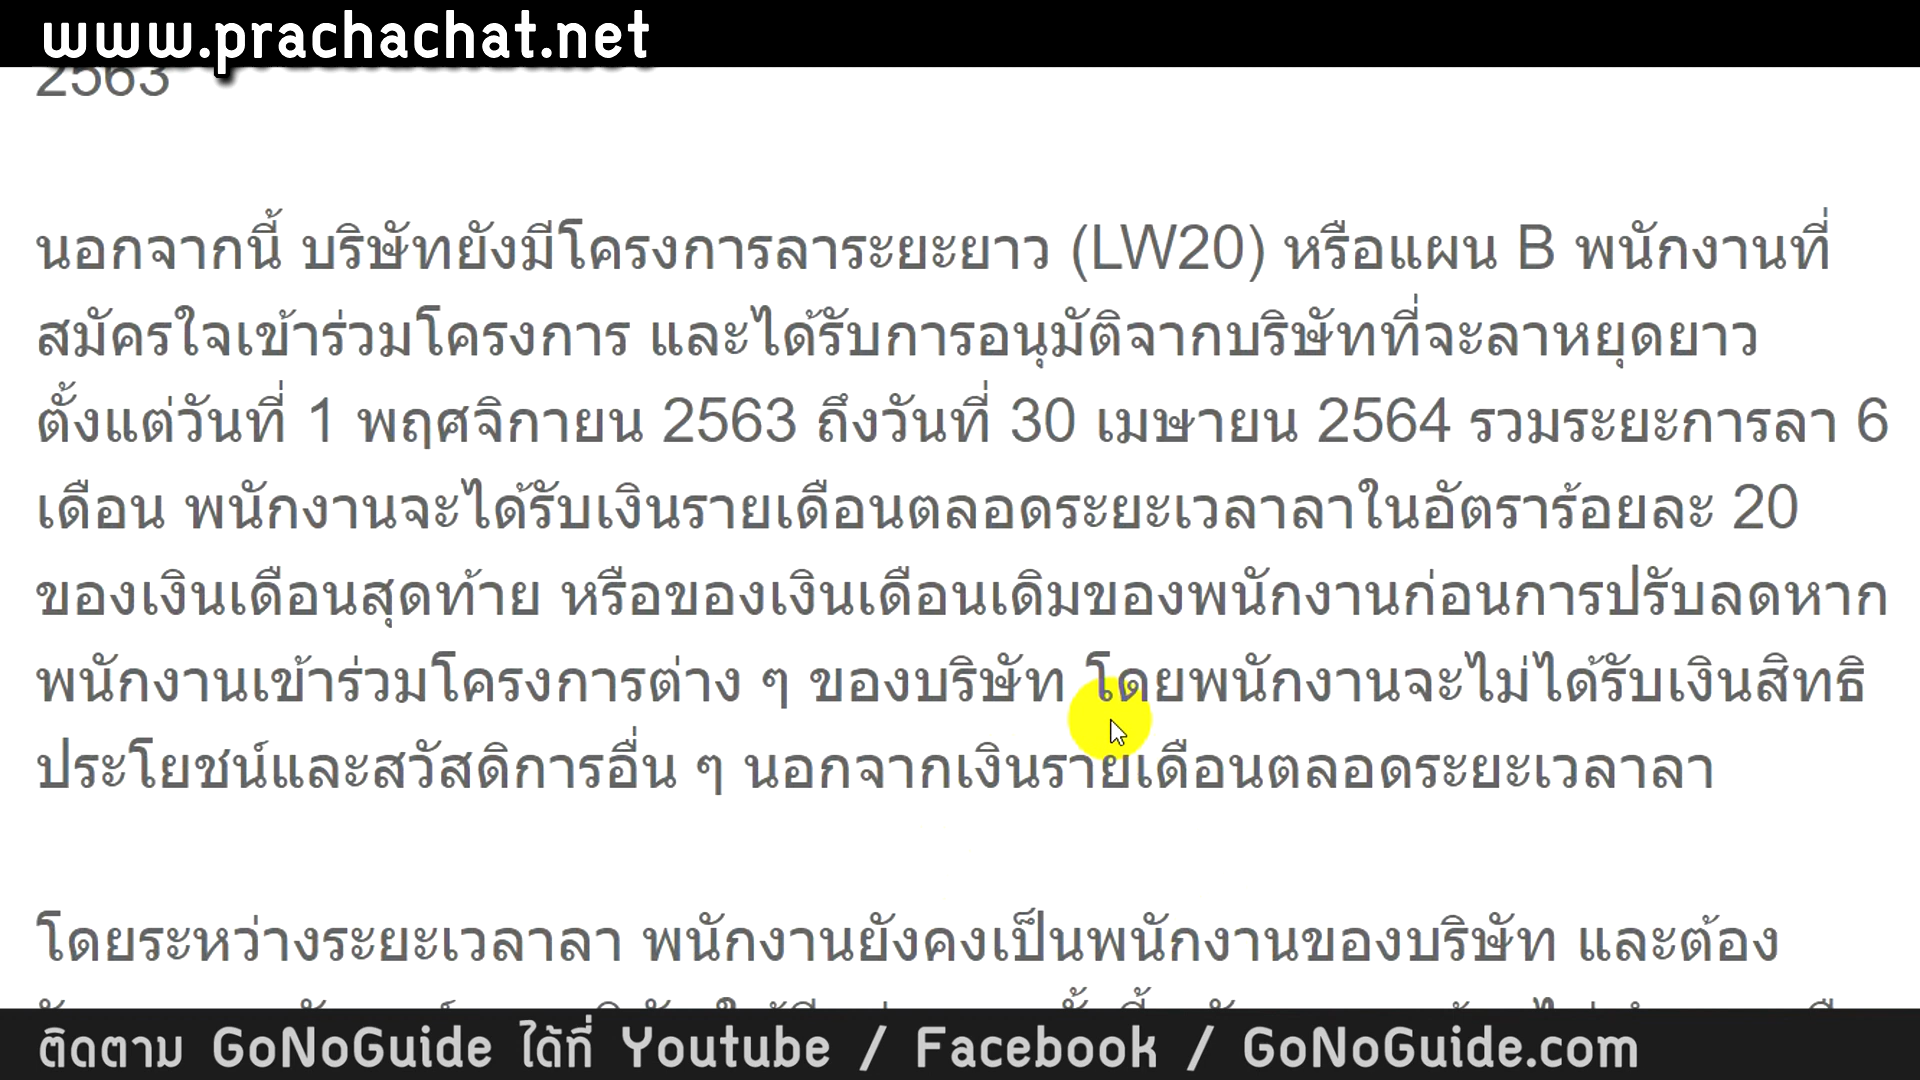 www.prachachat.net
2563
นอกจากนี้ บริษัทยังมีโครงการลาระยะยาว (LW20) หรือแผน B พนักงานที่
สมัครใจเข้าร่วมโครงการ และได้รับการอนุมัติจากบริษัทที่จะลาหยุดยาว
ตั้งแต่วันที่ 1 พฤศจิกายน 2563 ถึงวันที่ 30 เมษายน 2564 รวมระยะการลา 6
เดือน พนักงานจะได้รับเงินรายเดือนตลอดระยะเวลาลาในอัตราร้อยละ 20
ของเงินเดือนสุดท้าย หรือของเงินเดือนเดิมของพนักงานก่อนการปรับลดหาก
พนักงานเข้าร่วมโครงการต่าง ๆ ของบริษัท โดยพนักงานจะไม่ได้รับเงินสิทธิ
ประโยชน์และสวัสดิการอื่น ๆ นอกจากเงินรายเดือนตลอดระยะเวลาลา
โดยระหว่างระยะเวลาลา พนักงานยังคงเป็นพนักงานของบริษัท และต้อง
ติดตาม GoNoGuide ได้ที่ Youtube / Facebook / GoNoGuide.com